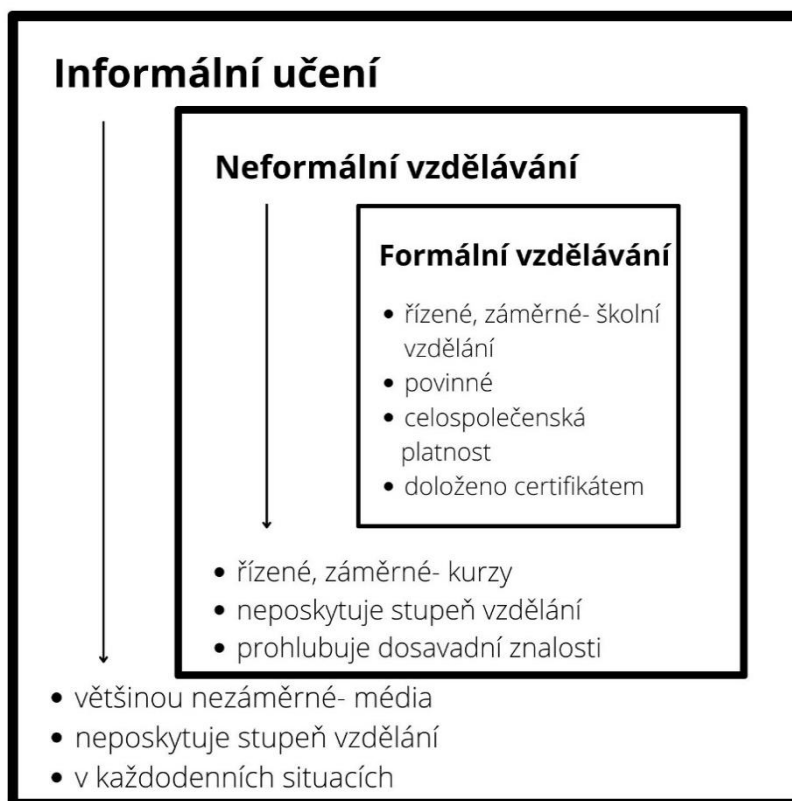 Informální učení
Neformální vzdělávání
Formální vzdělávání
• řízené, záměrné- školní
vzdělání
• povinné
• celospolečenská
platnost
• doloženo certifikátem
• řízené, záměrné- kurzy
• neposkytuje stupeň vzdělání
• prohlubuje dosavadní znalosti
• většinou nezáměrné- média
• neposkytuje stupeň vzdělání
• v každodenních situacích